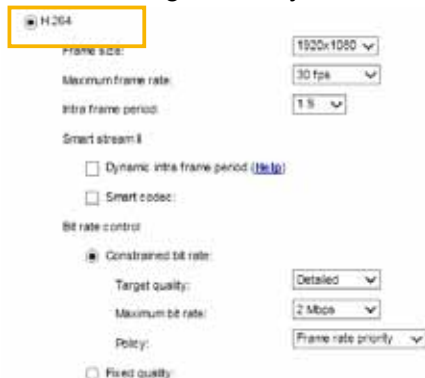 H.264
Frame size: 1920x1080
Maximum frame rate: 30 fps
Intra frame period: 1 S
Smart stream II
Dynamic intra frame period (Help)
Smart codec:
Bit rate control
Constrained bit rate:
Target quality: Detailed
Maximum bit rate: 2 Mbps
Policy: Frame rate priority
Fixed quality: